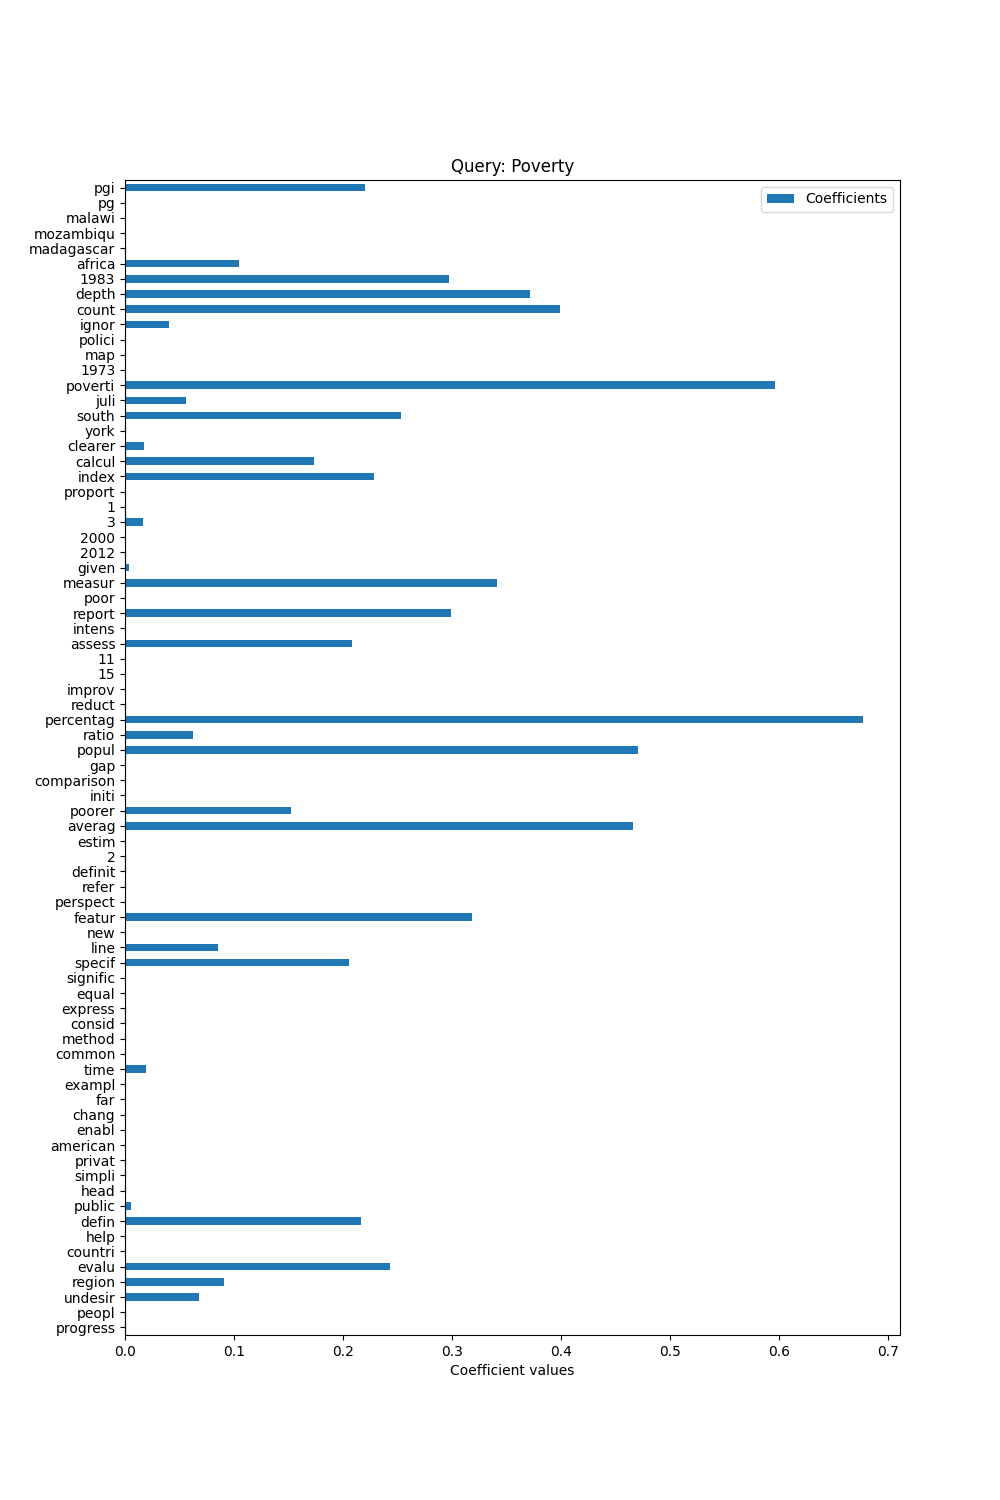 Query: Poverty
Coefficients
pgi
pg
malawi
mozambiqu
madagascar
africa
1983
depth
count
ignor
polici
map
1973
poverti
juli
south
york
clearer
calcul
index
proport
1
3
2000
2012
given
measur
poor
report
intens
assess
11
15
improv
reduct
percentag
ratio
popul
gap
comparison
initi
poorer
averag
estim
2
definit
refer
perspect
featur
new
line
specif
signific
equal
express
consid
method
common
time
exampl
far
chang
enabl
american
privat
simpli
head
public
defin
help
countri
evalu
region
undesir
peopl
progress
0.0 0.1 0.2 0.3 0.4 0.5 0.6 0.7
Coefficient values